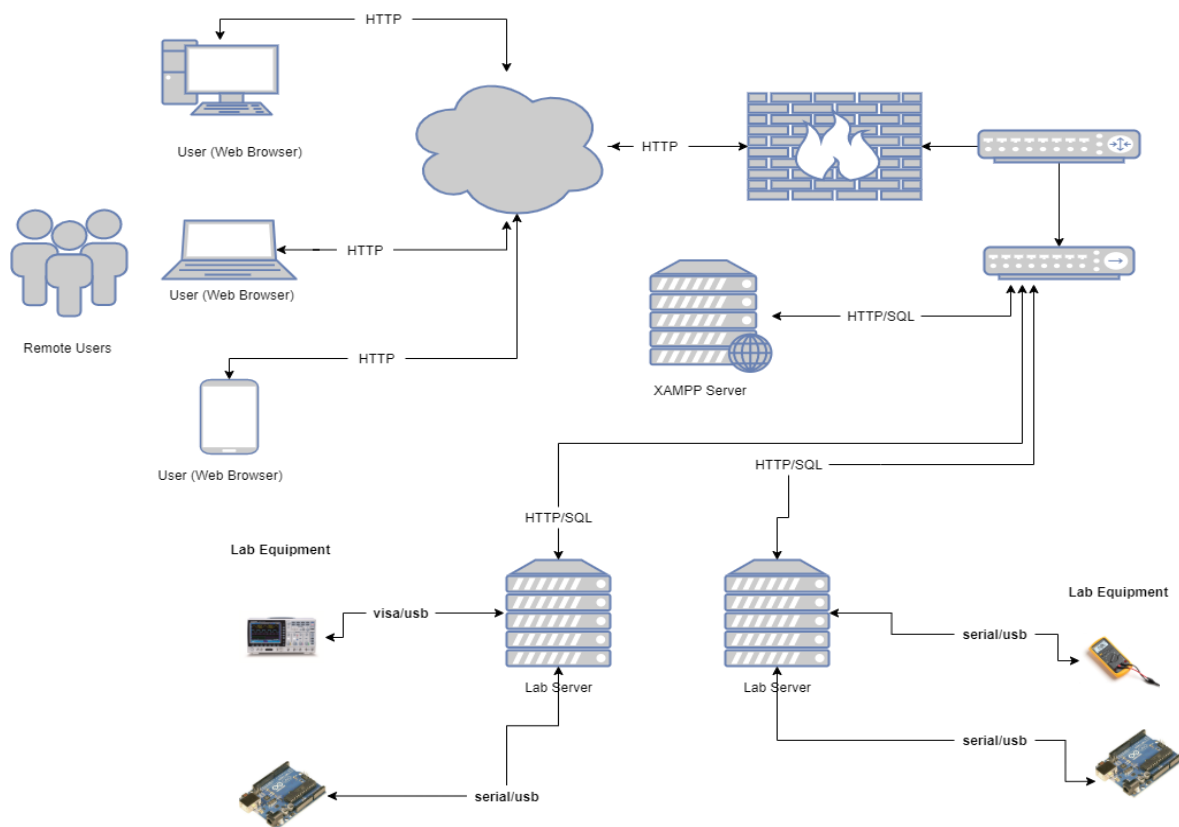 HTTP
User (Web Browser)
HTTP
HTTP
User (Web Browser)
Remote Users
HTTP/SQL
HTTP
XAMPP Server
User (Web Browser)
HTTP/SQL
HTTP/SQL
Lab Equipment
Lab Equipment
visa/usb
serial/usb
Lab Server
Lab Server
serial/usb
serial/usb